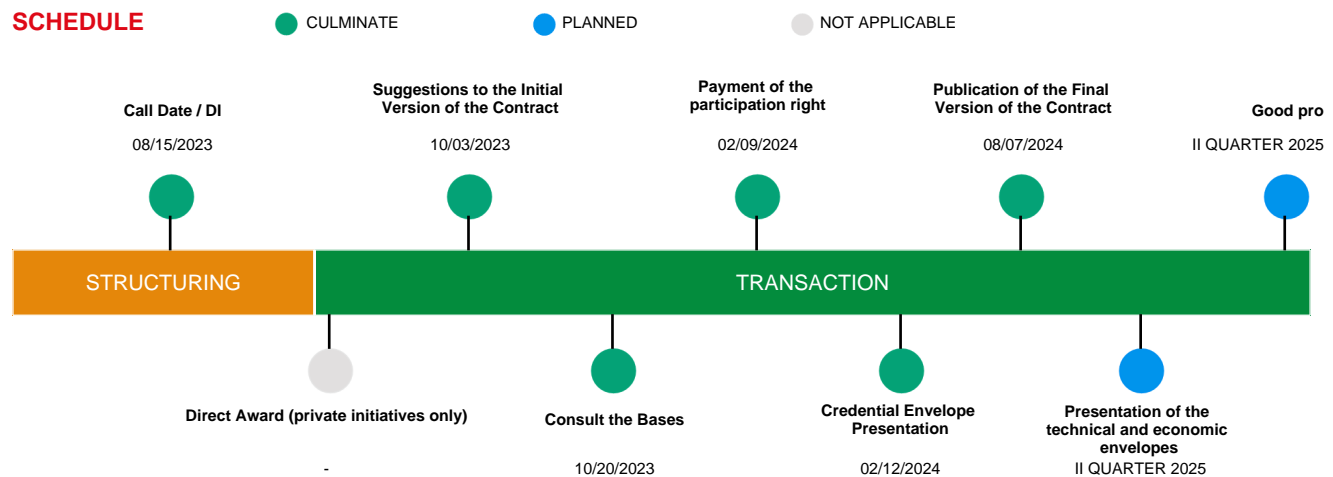 SCHEDULE
CULMINATE
PLANNED
NOT APPLICABLE
Call Date / DI
08/15/2023
Suggestions to the Initial
Version of the Contract
10/03/2023
Payment of the
participation right
02/09/2024
Publication of the Final
Version of the Contract
08/07/2024
Good pro
II QUARTER 2025
STRUCTURING
TRANSACTION
Direct Award (private initiatives only)
-
Consult the Bases
10/20/2023
Credential Envelope
Presentation
02/12/2024
Presentation of the
technical and economic
envelopes
II QUARTER 2025